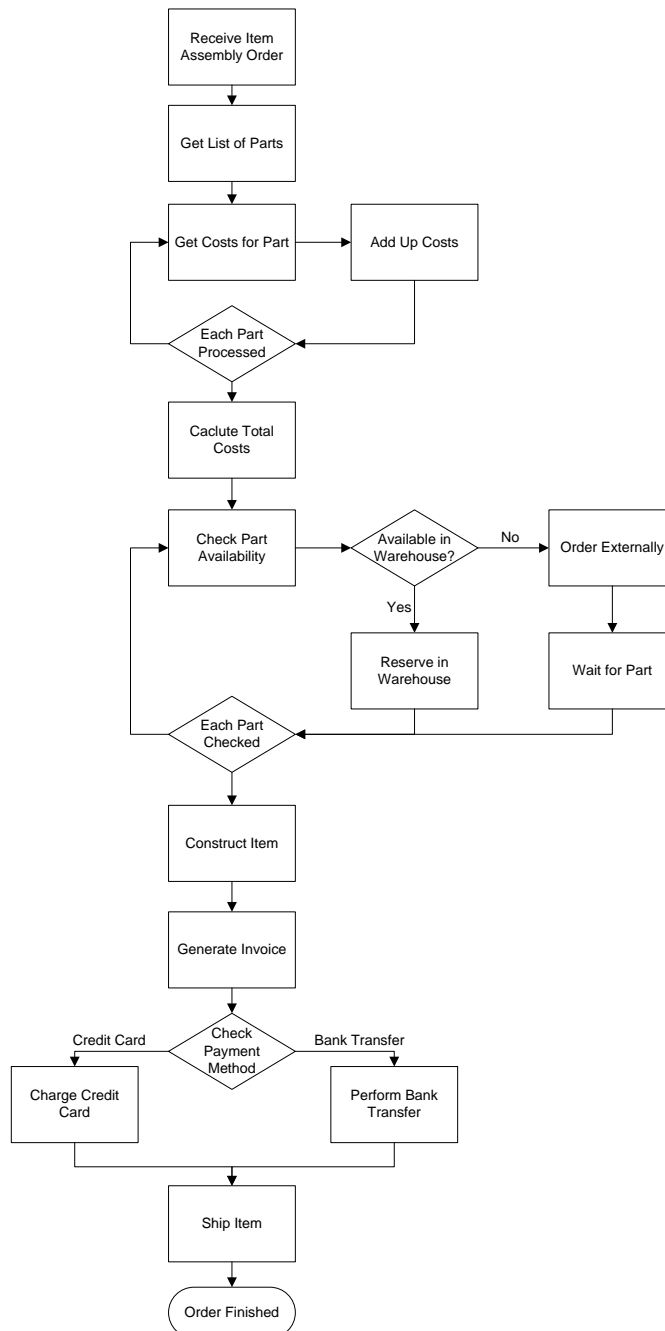 Receive Item
Assembly Order
Get List of Parts
Get Costs for Part
Add Up Costs
Each Part
Processed
Caclute Total
Costs
Check Part
Availability
Available in
Warehouse?
No
Order Externally
Yes
Reserve in
Warehouse
Wait for Part
Each Part
Checked
Construct Item
Generate Invoice
Credit Card
Check
Payment
Method
Bank Transfer
Charge Credit
Card
Perform Bank
Transfer
Ship Item
Order Finished